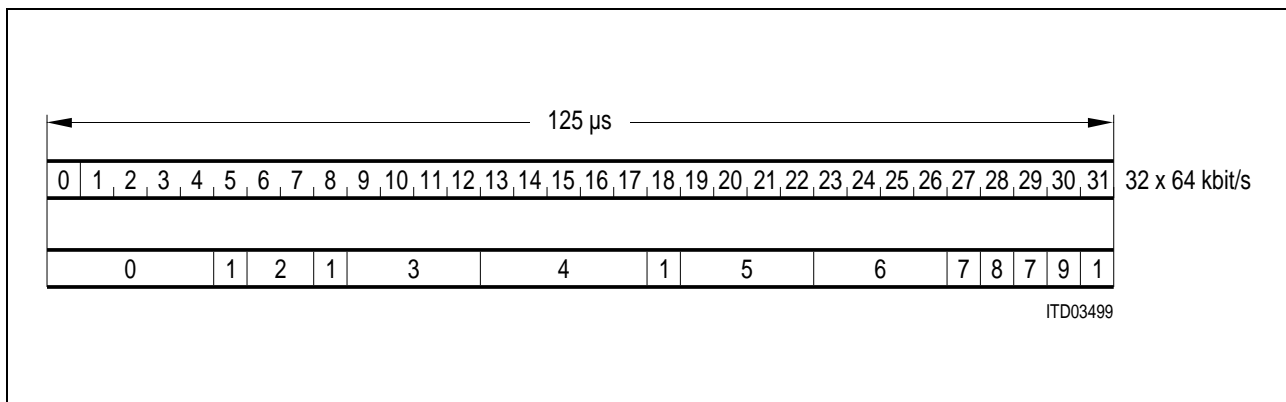 125 µs
0 1 2 3 4 5 6 7 8 9 10 11 12 13 14 15 16 17 18 19 20 21 22 23 24 25 26 27 28 29 30 31 32 x 64 kbit/s
0 1 2 1 3 4 1 5 6 7 8 7 9 1
ITD03499